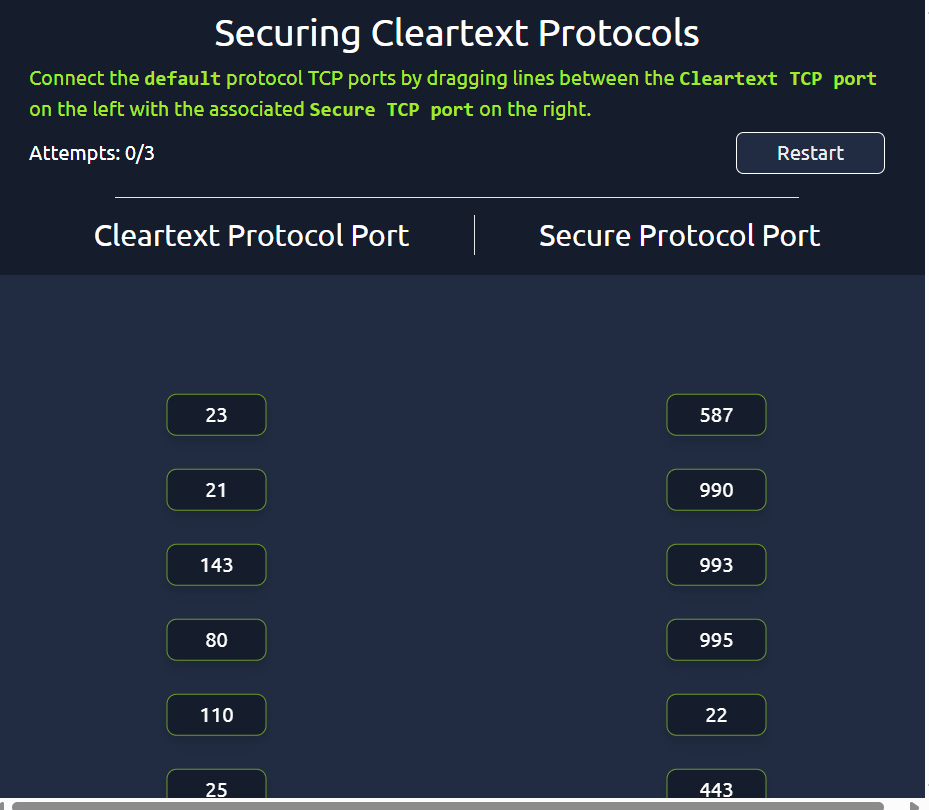 Securing Cleartext Protocols
Connect the default protocol TCP ports by dragging lines between the Cleartext TCP port
on the left with the associated Secure TCP port on the right.
Attempts: 0/3
Restart
Cleartext Protocol Port
Secure Protocol Port
23
587
21
990
143
993
80
995
110
22
25
443